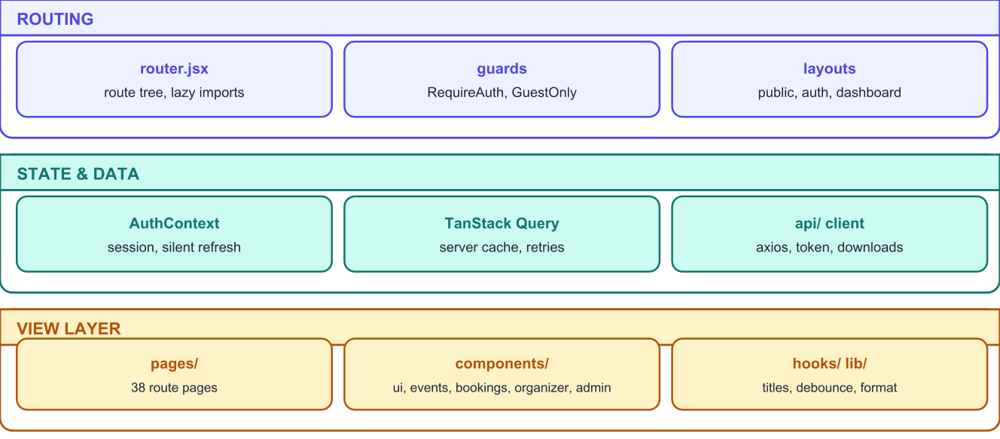 ROUTING
router.jsx
route tree, lazy imports
guards
RequireAuth, GuestOnly
layouts
public, auth, dashboard
STATE & DATA
AuthContext
session, silent refresh
TanStack Query
server cache, retries
api/ client
axios, token, downloads
VIEW LAYER
pages/
38 route pages
components/
ui, events, bookings, organizer, admin
hooks/ lib/
titles, debounce, format